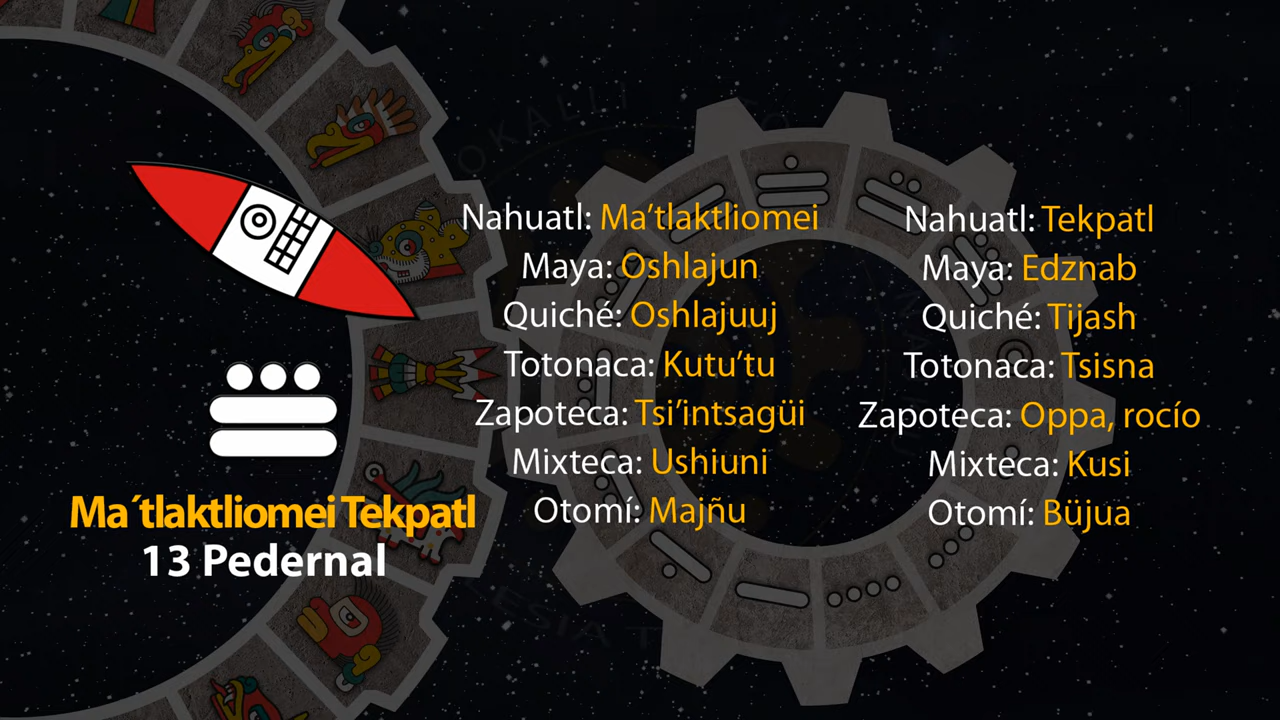 Nahuatl: Ma’tlaktliomei
Maya: Oshlajun
Quiché: Oshlajuuj
Totonaca: Kutu’tu
Zapoteca: Tsi’intsagüi
Mixteca: Ushiuni
Otomí: Majñu
Nahuatl: Tekpatl
Maya: Edznab
Quiché: Tijash
Totonaca: Tsisna
Zapoteca: Oppa, rocío
Mixteca: Kusi
Otomí: Büjua
Ma´tlaktliomei Tekpatl
13 Pedernal